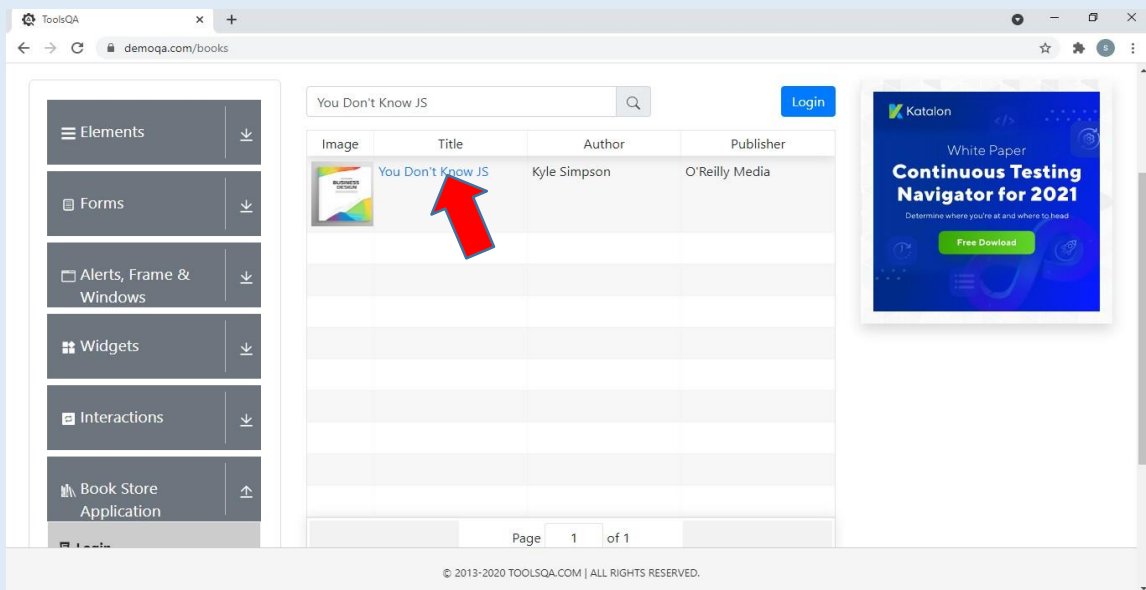 ToolsQA
demoqa.com/books
S
Elements
Forms
Alerts, Frame &
Windows
Widgets
Interactions
Book Store
Application
You Don't Know JS
Login
Image Title Author Publisher
BUSINESS
DESIGN
You Don't Know JS Kyle Simpson O'Reilly Media
Page 1 of 1
Katalon
White Paper
Continuous Testing
Navigator for 2021
Determine where you're at and where to head
Free Dowload
© 2013-2020 TOOLSQA.COM | ALL RIGHTS RESERVED.